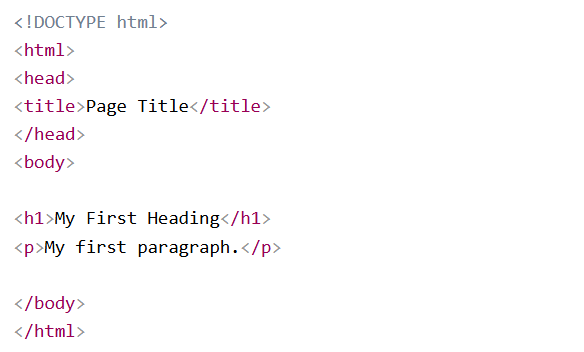 <!DOCTYPE html>
<html>
<head>
<title>Page Title</title>
</head>
<body>
<h1>My First Heading</h1>
<p>My first paragraph.</p>
</body>
</html>